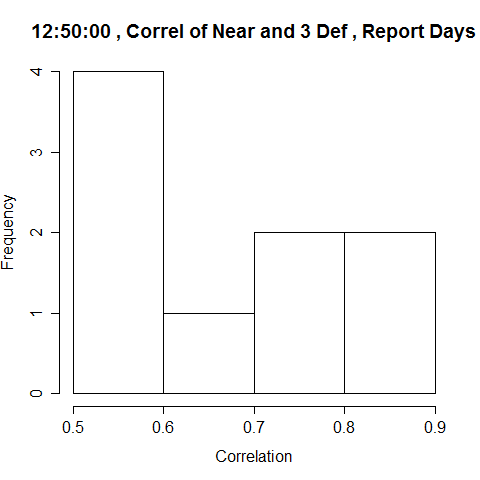 12:50:00 , Correl of Near and 3 Def , Report Days
4
3
2
1
0
Frequency
0.5 0.6 0.7 0.8 0.9
Correlation